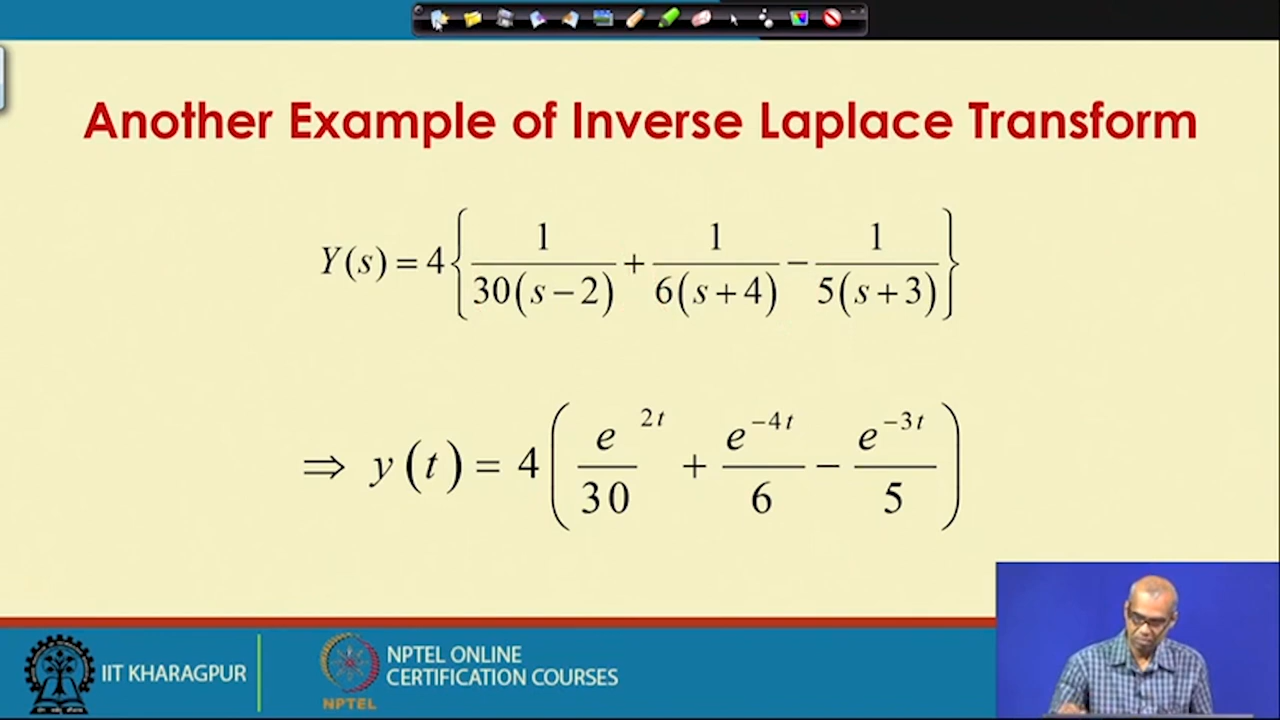 Another Example of Inverse Laplace Transform
Y(s) = 4{ 1/(30(s−2)) + 1/(6(s+4)) − 1/(5(s+3)) }
⇒ y(t) = 4( e^{2t}/30 + e^{−4t}/6 − e^{−3t}/5 )
IIT KHARAGPUR
NPTEL ONLINE
CERTIFICATION COURSES
NPTEL